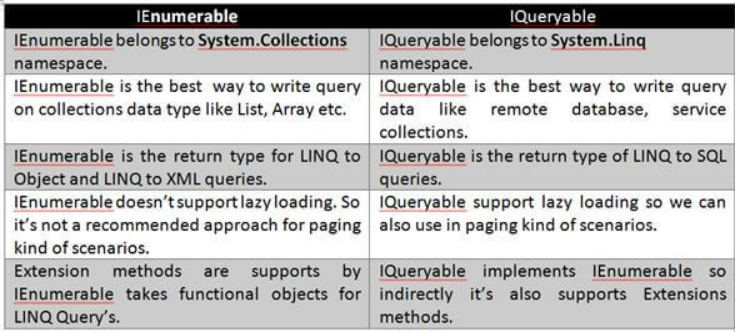 IEnumerable
IQueryable
IEnumerable belongs to System.Collections
namespace.
IQueryable belongs to System.Linq
namespace.
IEnumerable is the best way to write query
on collections data type like List, Array etc.
IQueryable is the best way to write query
data like remote database, service
collections.
IEnumerable is the return type for LINQ to
Object and LINQ to XML queries.
IQueryable is the return type of LINQ to SQL
queries.
IEnumerable doesn't support lazy loading. So
it's not a recommended approach for paging
kind of scenarios.
IQueryable support lazy loading so we can
also use in paging kind of scenarios.
Extension methods are supports by
IEnumerable takes functional objects for
LINQ Query's.
IQueryable implements IEnumerable so
indirectly it's also supports Extensions
methods.